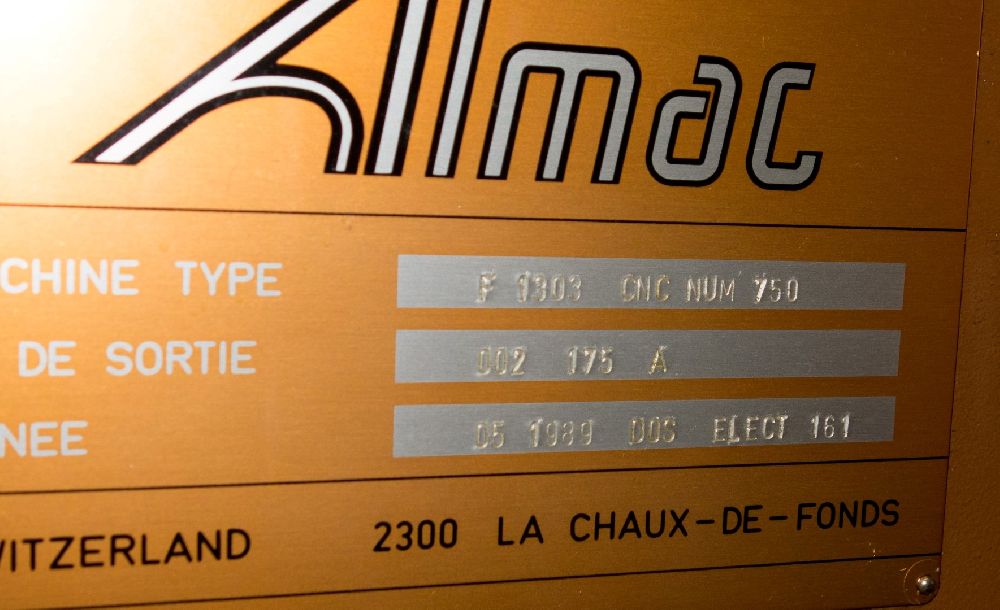 Almac
CHINE TYPE F 1303 CNC NUM 750
DE SORTIE 002 175 A
NEE 05 1989 DOS ELECT 161
WITZERLAND 2300 LA CHAUX-DE-FONDS